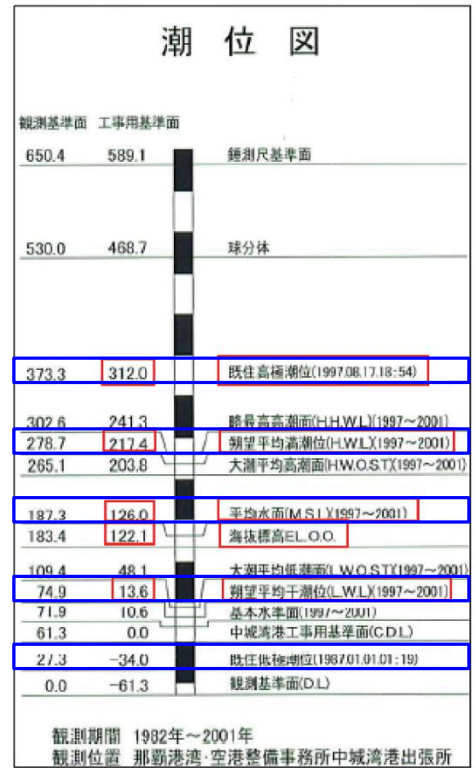 潮位図
観測基準面 工事用基準面
650.4 589.1 錘測尺基準面
530.0 468.7 球分体
373.3 312.0 既往高極潮位(1997.08.17.18:54)
302.6 241.3 略最高高潮面(H.H.W.L)(1997~2001)
278.7 217.4 朔望平均満潮位(H.W.L)(1997~2001)
265.1 203.8 大潮平均高潮面(H.W.O.S.T)(1997~2001)
187.3 126.0 平均水面(M.S.L)(1997~2001)
183.4 122.1 海抜標高EL.O.O.
109.4 48.1 大潮平均低潮面(L.W.O.S.T)(1997~2001)
74.9 13.6 朔望平均干潮位(L.W.L)(1997~2001)
71.9 10.6 基本水準面(1997~2001)
61.3 0.0 中城湾港工事用基準面(C.D.L)
27.3 -34.0 既往低極潮位(1987.01.01.01:19)
0.0 -61.3 観測基準面(D.L)
観測期間 1982年~2001年
観測位置 那覇港湾・空港整備事務所中城湾港出張所